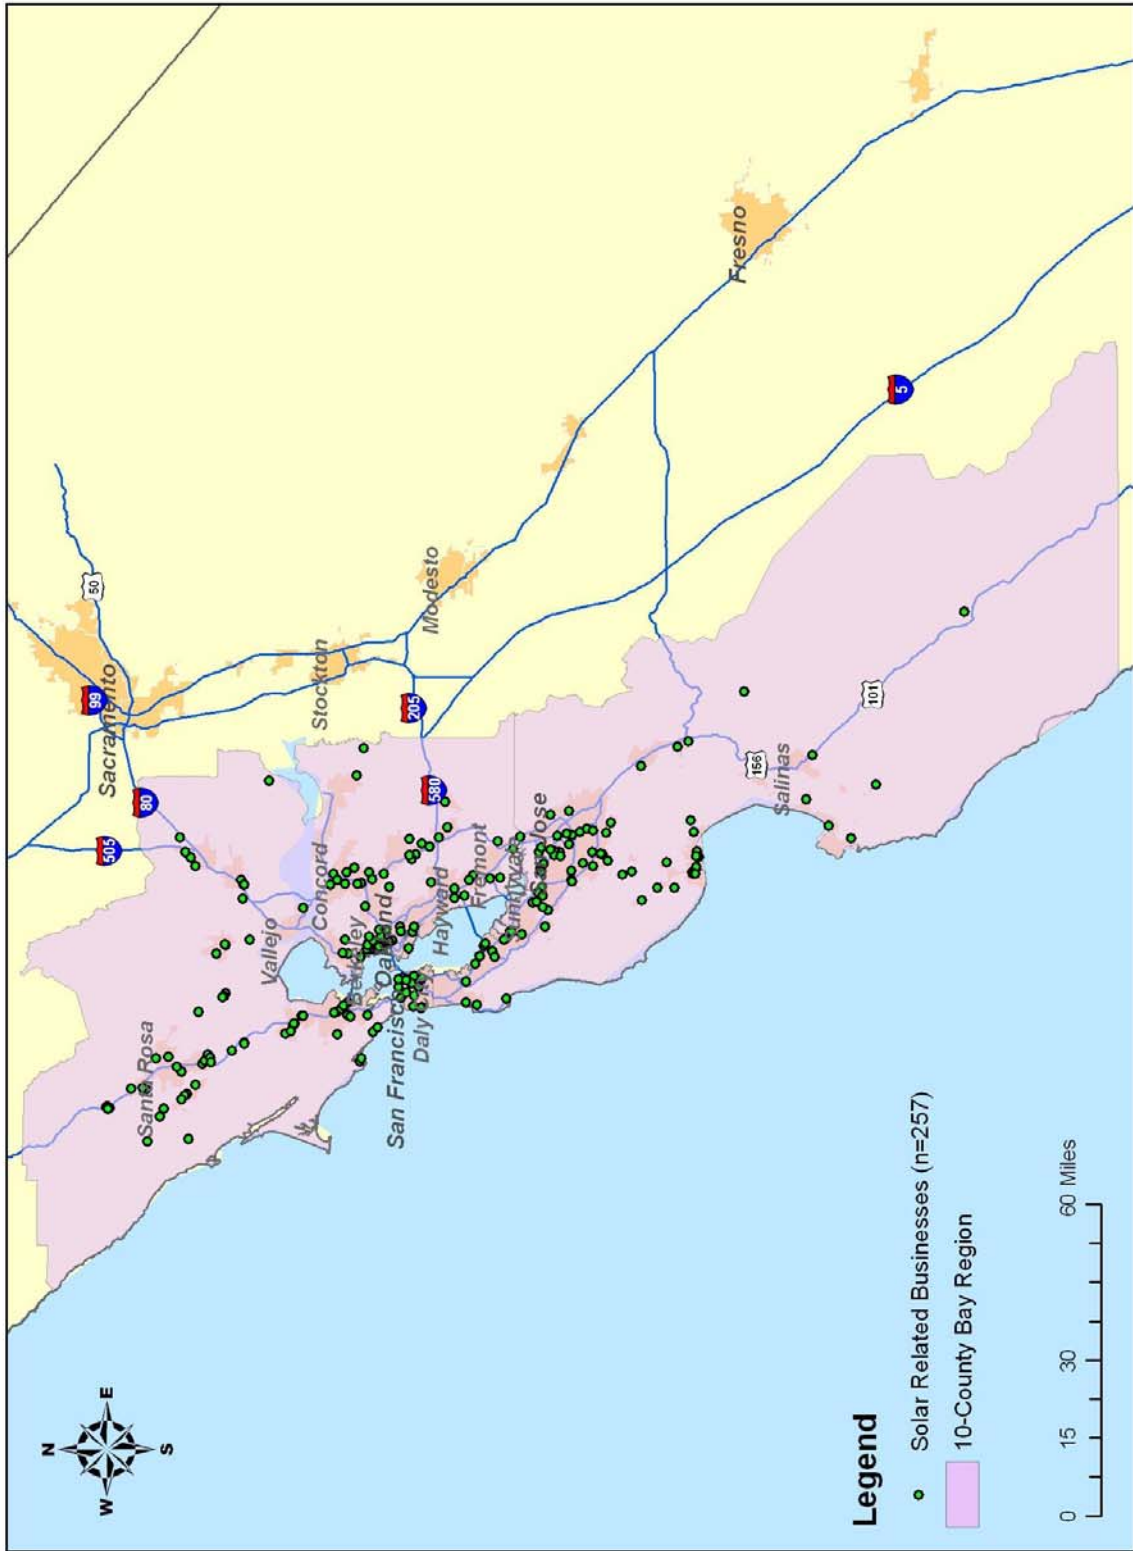 N
W
E
S
505
80
99
50
Sacramento
Santa Rosa
Vallejo
Concord
Stockton
Berkeley
Oakland
San Francisco
Daly City
Hayward
580
205
Modesto
Fremont
Sunnyvale
San Jose
156
Salinas
101
5
Fresno
Legend
Solar Related Businesses (n=257)
10-County Bay Region
0 15 30 60 Miles